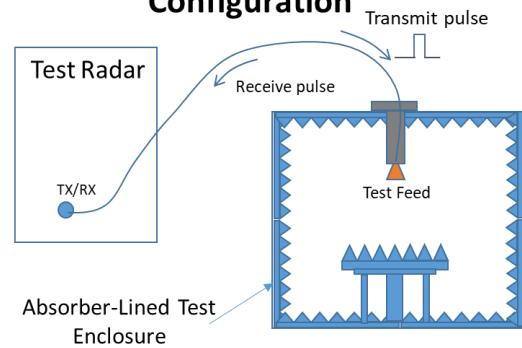 Configuration
Transmit pulse
Test Radar
Receive pulse
TX/RX
Test Feed
Absorber-Lined Test
Enclosure